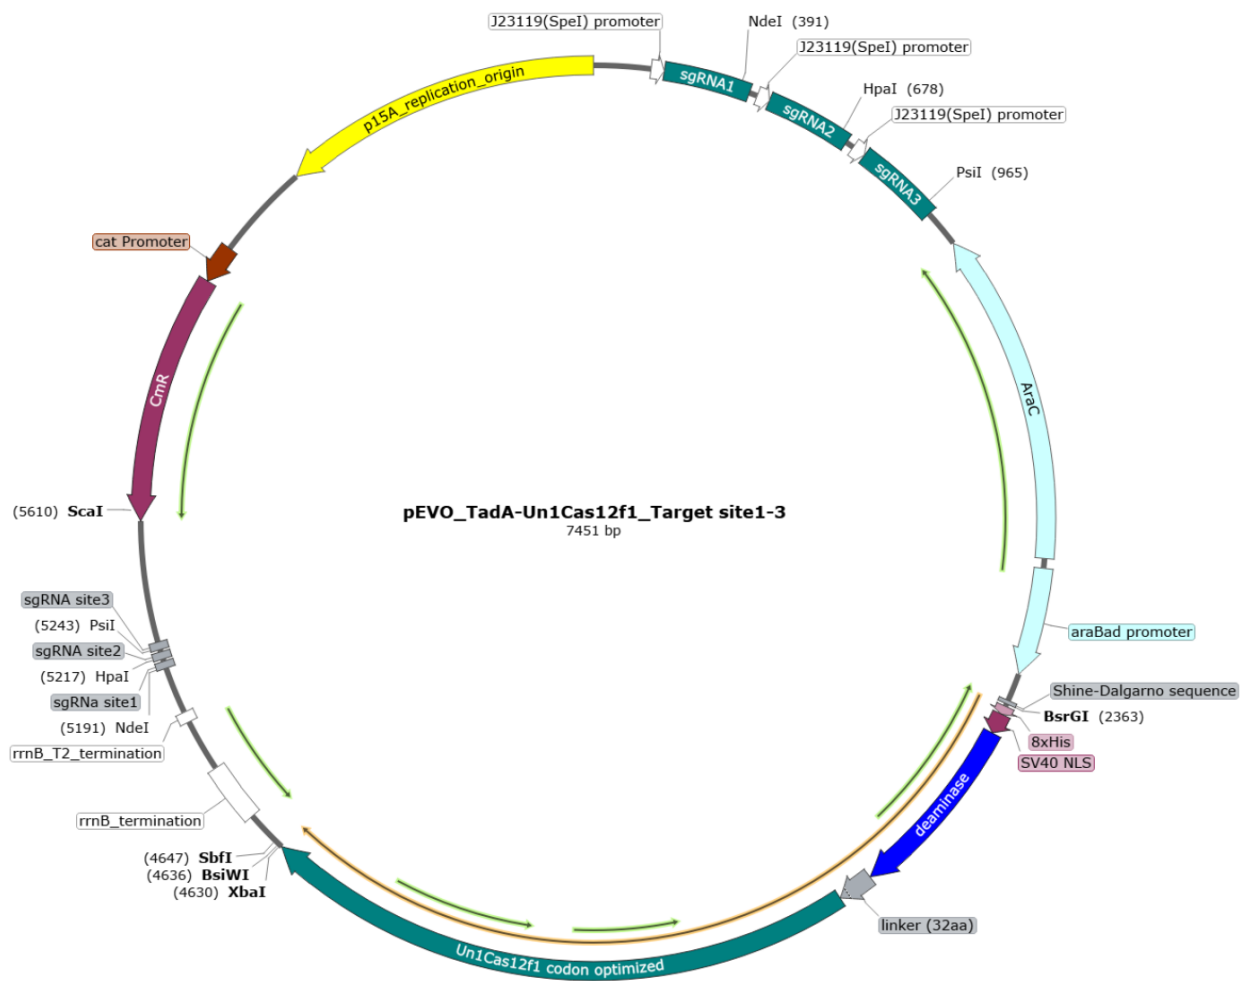 J23119(SpeI) promoter
NdeI (391)
J23119(SpeI) promoter
sgRNA1
HpaI (678)
J23119(SpeI) promoter
sgRNA2
PsiI (965)
sgRNA3
p15A_replication_origin
cat Promoter
CmR
AraC
(5610) ScaI
pEVO_TadA-Un1Cas12f1_Target site1-3
7451 bp
sgRNA site3
(5243) PsiI
sgRNA site2
(5217) HpaI
sgRNa site1
(5191) NdeI
rrnB_T2_termination
araBad promoter
Shine-Dalgarno sequence
BsrGI (2363)
8xHis
SV40 NLS
deaminase
rrnB_termination
(4647) SbfI
(4636) BsiWI
(4630) XbaI
linker (32aa)
Un1Cas12f1 codon optimized